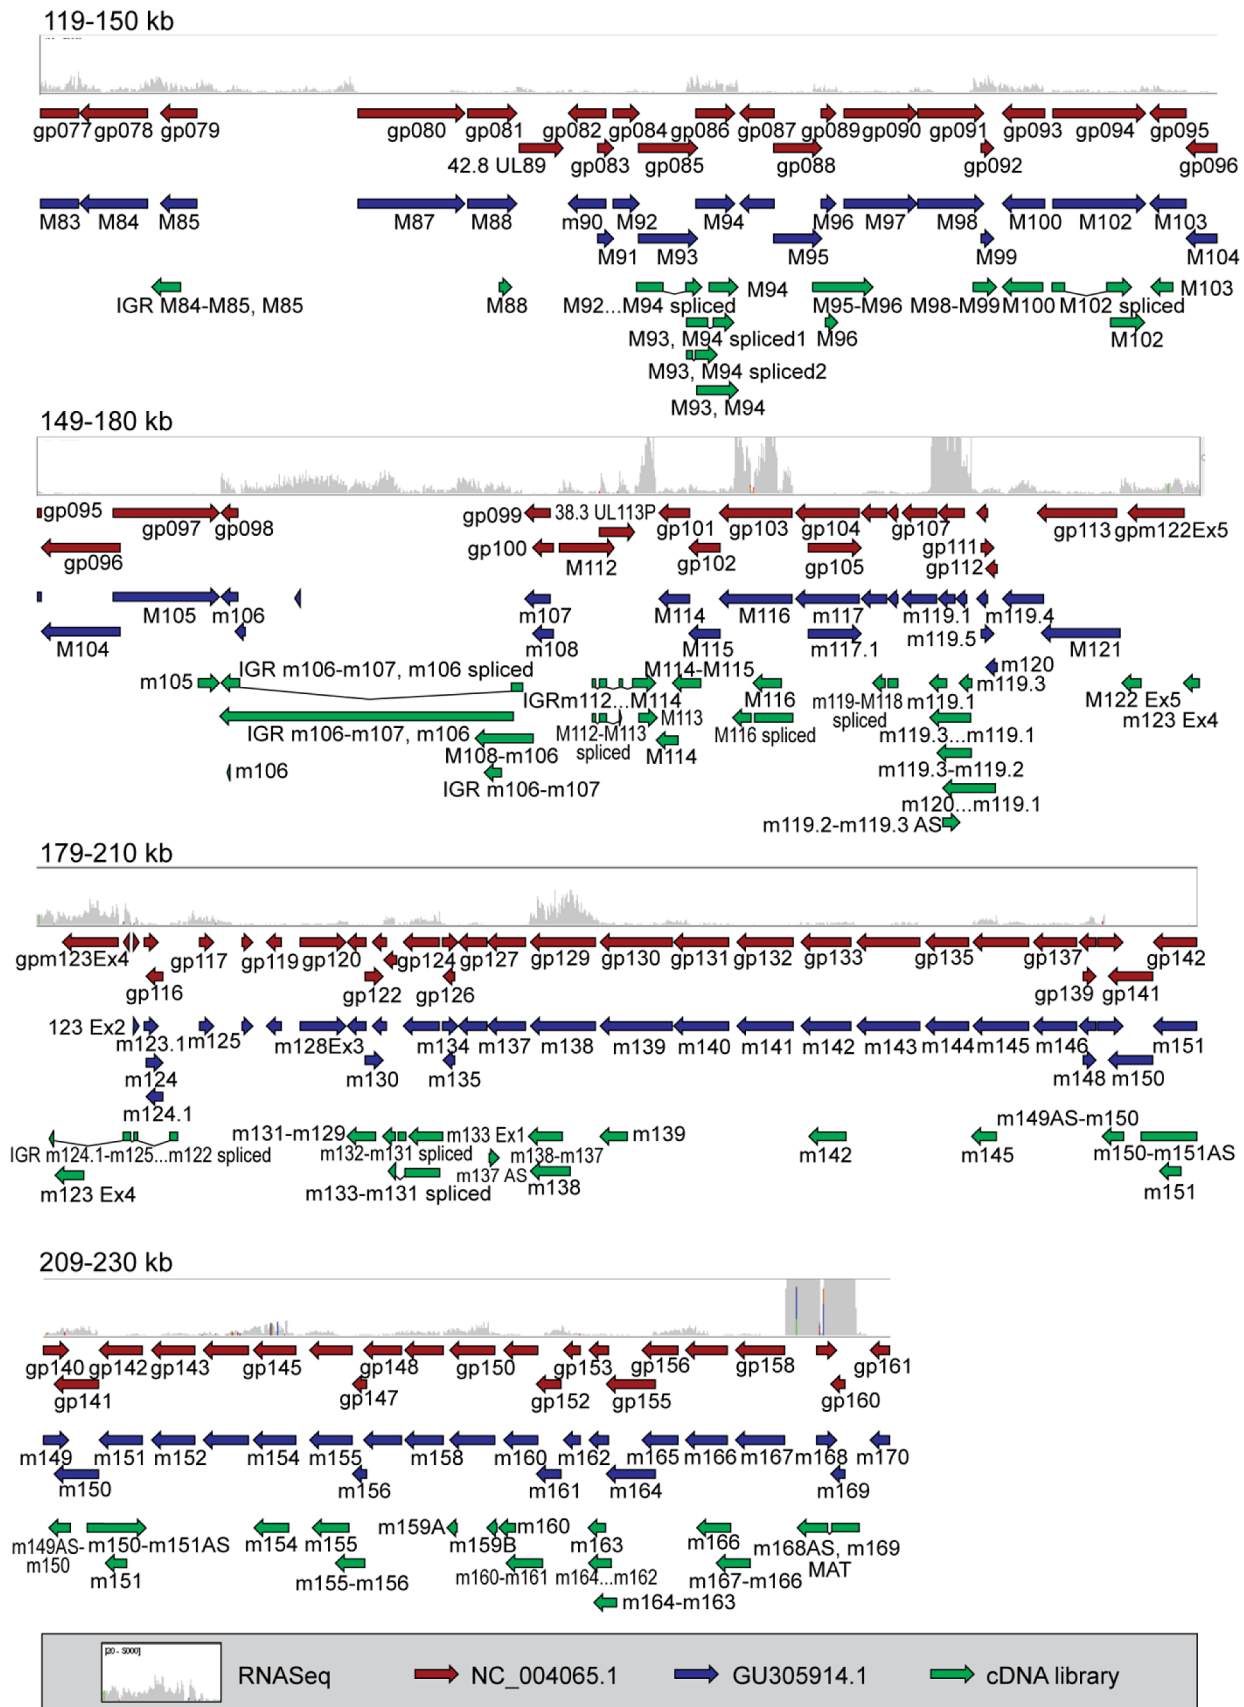 119-150 kb
gp077 gp078 gp079 gp080 gp081 gp082 gp084 gp086 gp087 gp089 gp090 gp091 gp093 gp094 gp095
42.8 UL89 gp083 gp085 gp088 gp092 gp096
M83 M84 M85 M87 M88 m90 M92 M94 M96 M97 M98 M100 M102 M103
M91 M93 M95 M99 M104
IGR M84-M85, M85 M88 M92...M94 spliced M94 M95-M96 M98-M99 M100 M102 spliced M103
M93, M94 spliced1 M96 M102
M93, M94 spliced2
M93, M94
149-180 kb
gp095 gp097 gp098 gp099 38.3 UL113P gp101 gp103 gp104 gp107 gp113 gpm122Ex5
gp096 gp100 M112 gp102 gp105 gp111
gp112
M105 m106 m107 M114 M116 m117 m119.1 m119.4
M104 m108 M115 m117.1 m119.5 M121
m120
m105 IGR m106-m107, m106 spliced IGRm112...M114 M114-M115 M116 m119-M118 spliced m119.1 m119.3 M122 Ex5 m123 Ex4
IGR m106-m107, m106 M112-M113 spliced M113 M116 spliced m119.3...m119.1
M108-m106 M114 m119.3-m119.2
m106 IGR m106-m107 m120...m119.1
m119.2-m119.3 AS
179-210 kb
gpm123Ex4 gp117 gp119 gp120 gp124 gp127 gp129 gp130 gp131 gp132 gp133 gp135 gp137 gp142
gp116 gp122 gp126 gp139 gp141
123 Ex2 m123.1 m125 m128Ex3 m134 m137 m138 m139 m140 m141 m142 m143 m144 m145 m146 m151
m124 m130 m135 m148 m150
m124.1
IGR m124.1-m125...m122 spliced m131-m129 m132-m131 spliced m133 Ex1 m138-m137 m139 m142 m145 m149AS-m150 m150-m151AS
m123 Ex4 m133-m131 spliced m137 AS m138 m151
209-230 kb
gp140 gp142 gp143 gp145 gp148 gp150 gp153 gp156 gp158 gp161
gp141 gp147 gp152 gp155 gp160
m149 m151 m152 m154 m155 m158 m160 m162 m165 m166 m167 m168 m170
m150 m156 m161 m164 m169
m149AS-m150 m150-m151AS m154 m155 m159A m159B m160 m163 m166 m168AS, m169 MAT
m151 m155-m156 m160-m161 m164...m162 m167-m166
m164-m163
[20 - 5000]
RNASeq NC_004065.1 GU305914.1 cDNA library